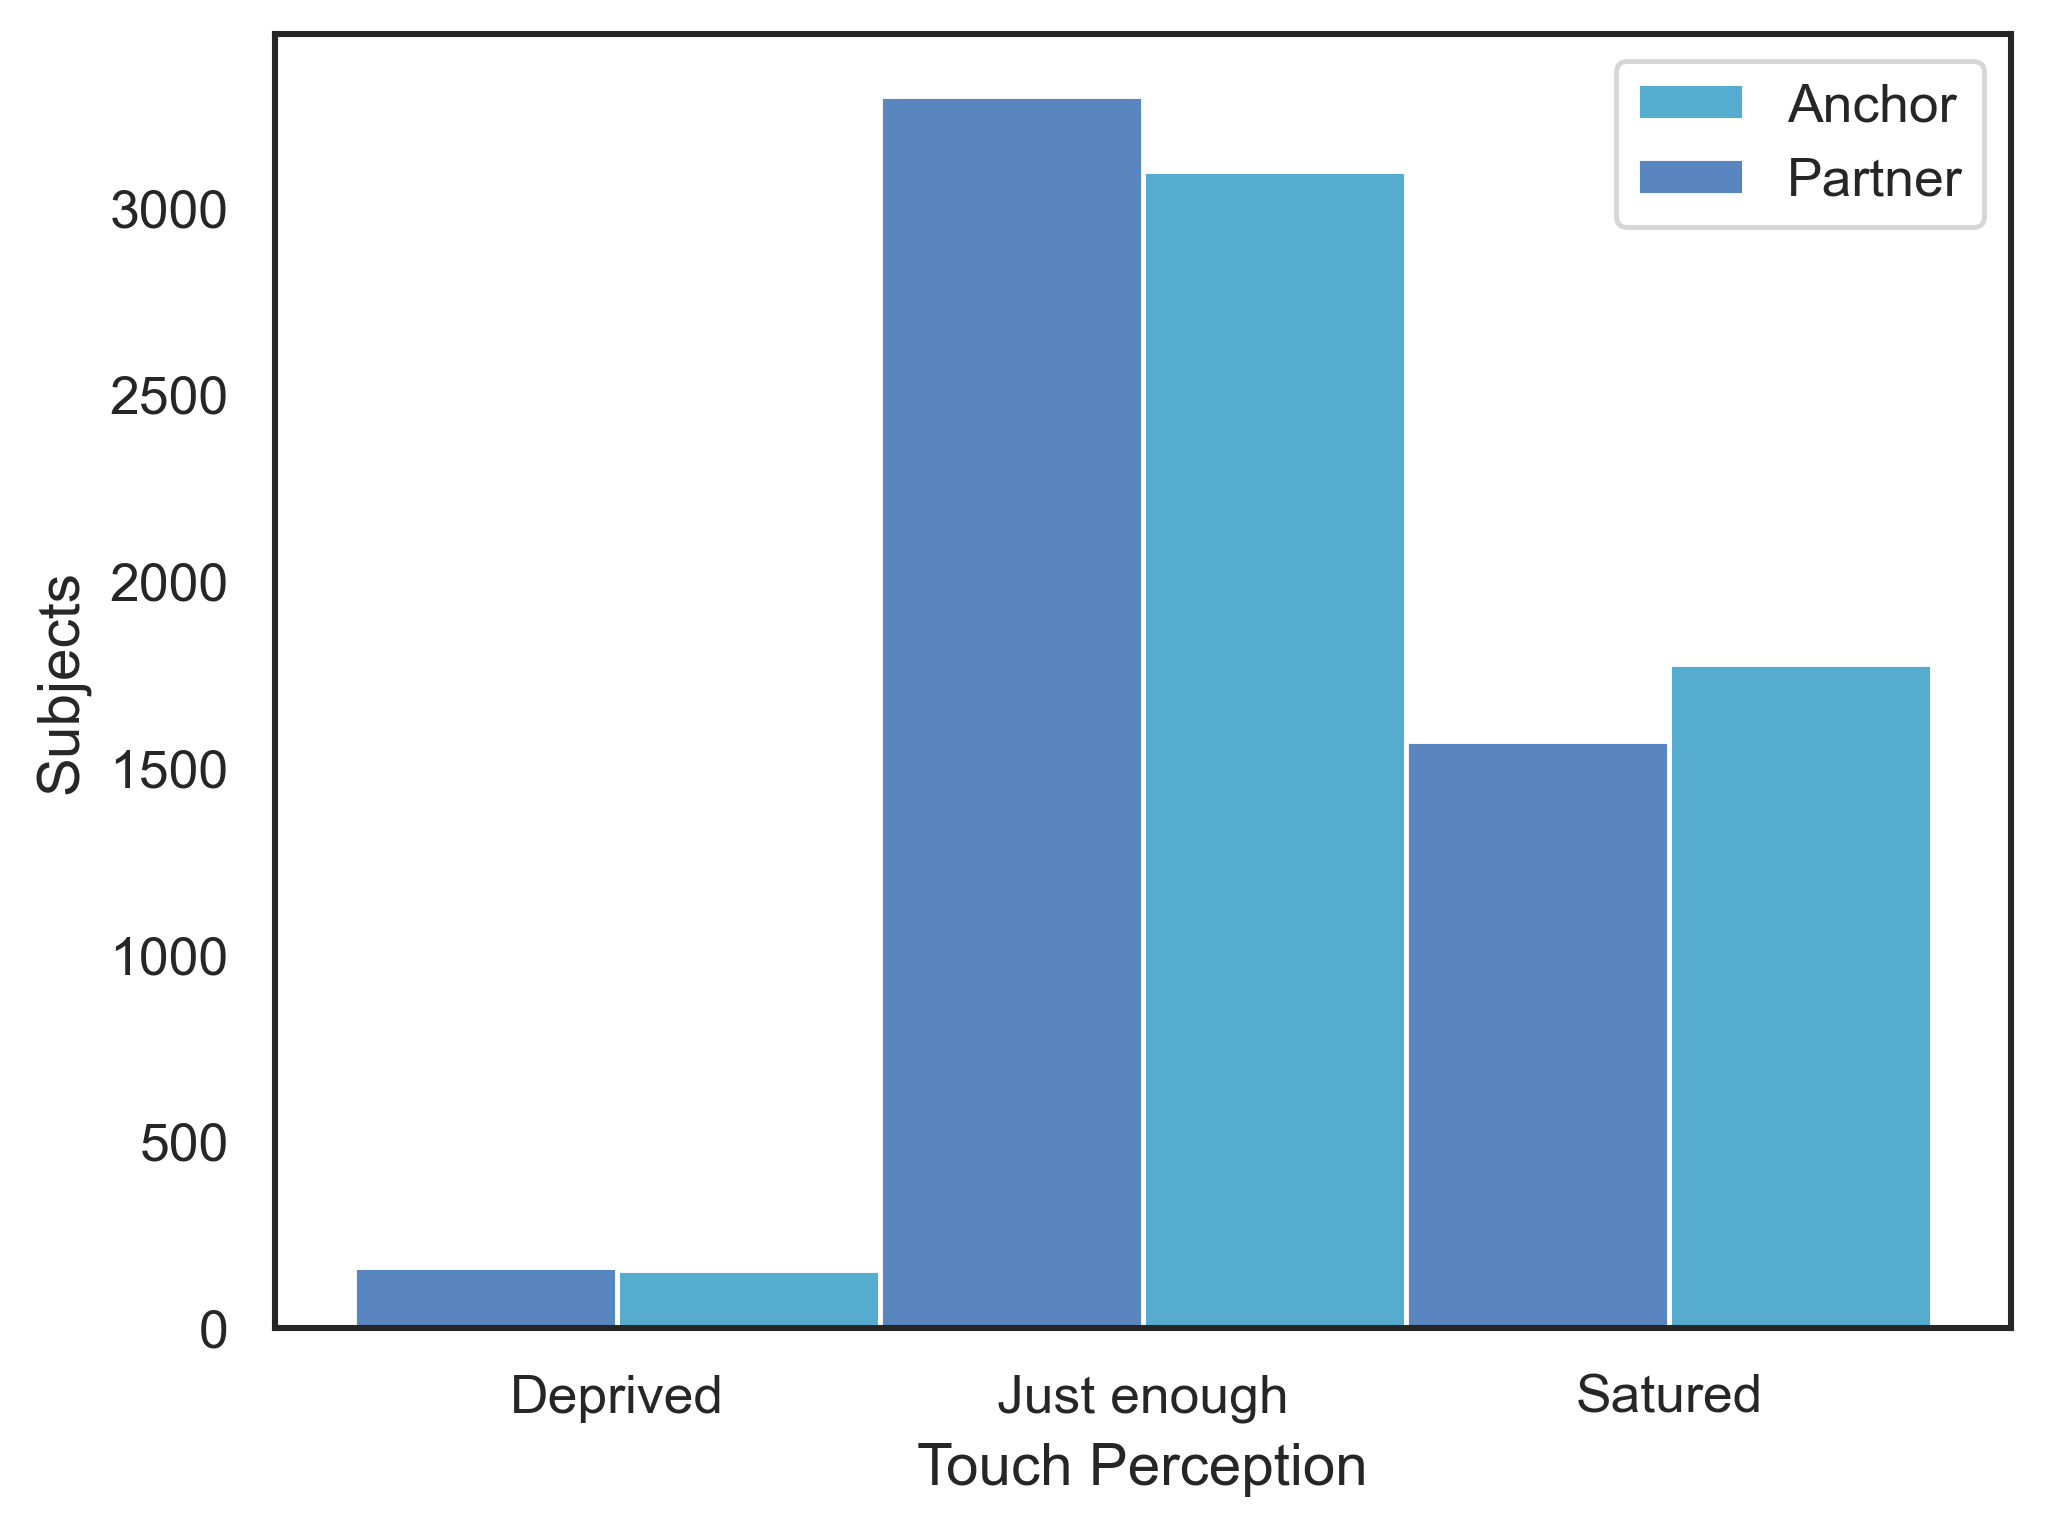 Anchor
Partner
3000
2500
2000
1500
1000
500
0
Subjects
Deprived
Just enough
Satured
Touch Perception